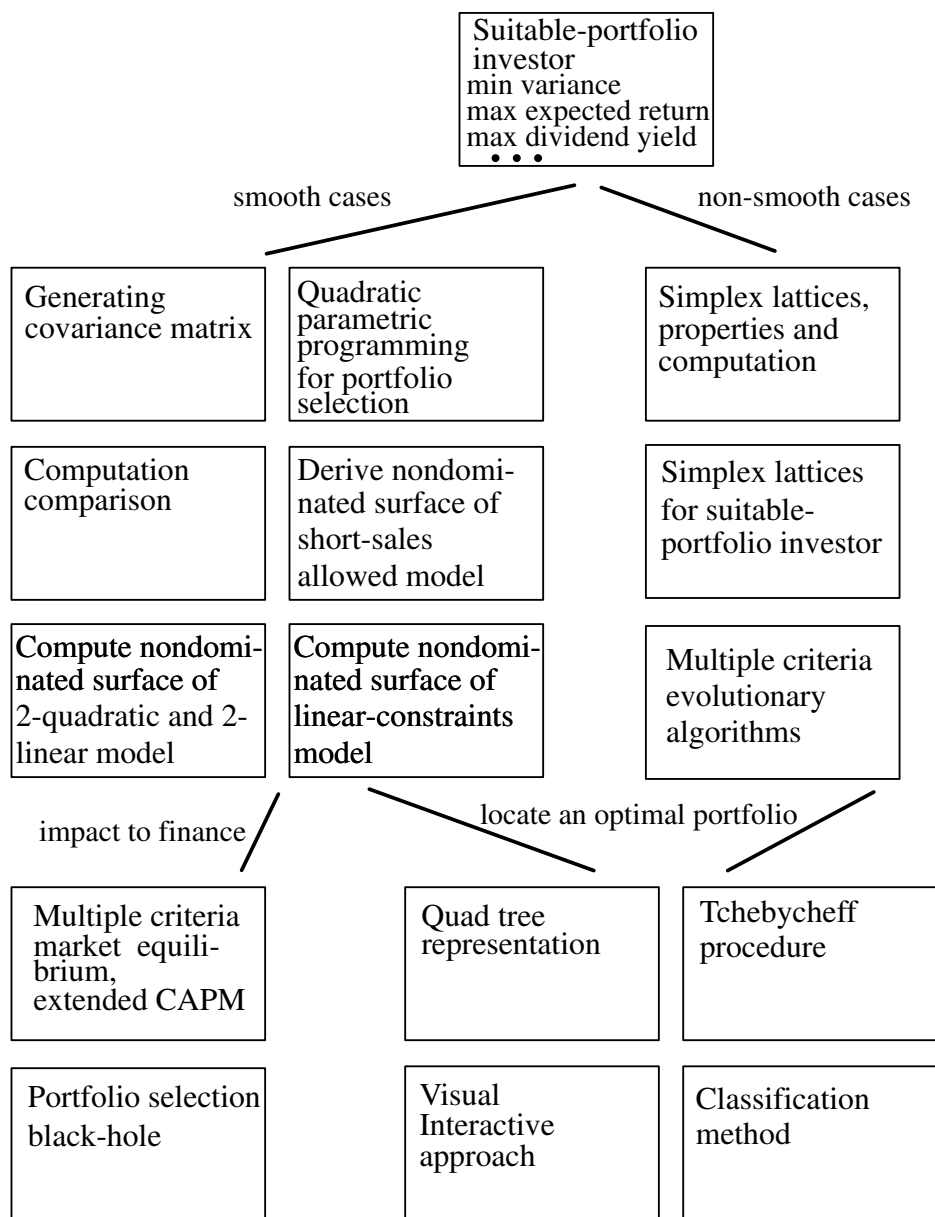 Suitable-portfolio
investor
min variance
max expected return
max dividend yield
• • •
smooth cases
non-smooth cases
Generating
covariance matrix
Quadratic
parametric
programming
for portfolio
selection
Simplex lattices,
properties and
computation
Computation
comparison
Derive nondomi-
nated surface of
short-sales
allowed model
Simplex lattices
for suitable-
portfolio investor
Compute nondomi-
nated surface of
2-quadratic and 2-
linear model
Compute nondomi-
nated surface of
linear-constraints
model
Multiple criteria
evolutionary
algorithms
impact to finance
locate an optimal portfolio
Multiple criteria
market equili-
brium,
extended CAPM
Quad tree
representation
Tchebycheff
procedure
Portfolio selection
black-hole
Visual
Interactive
approach
Classification
method